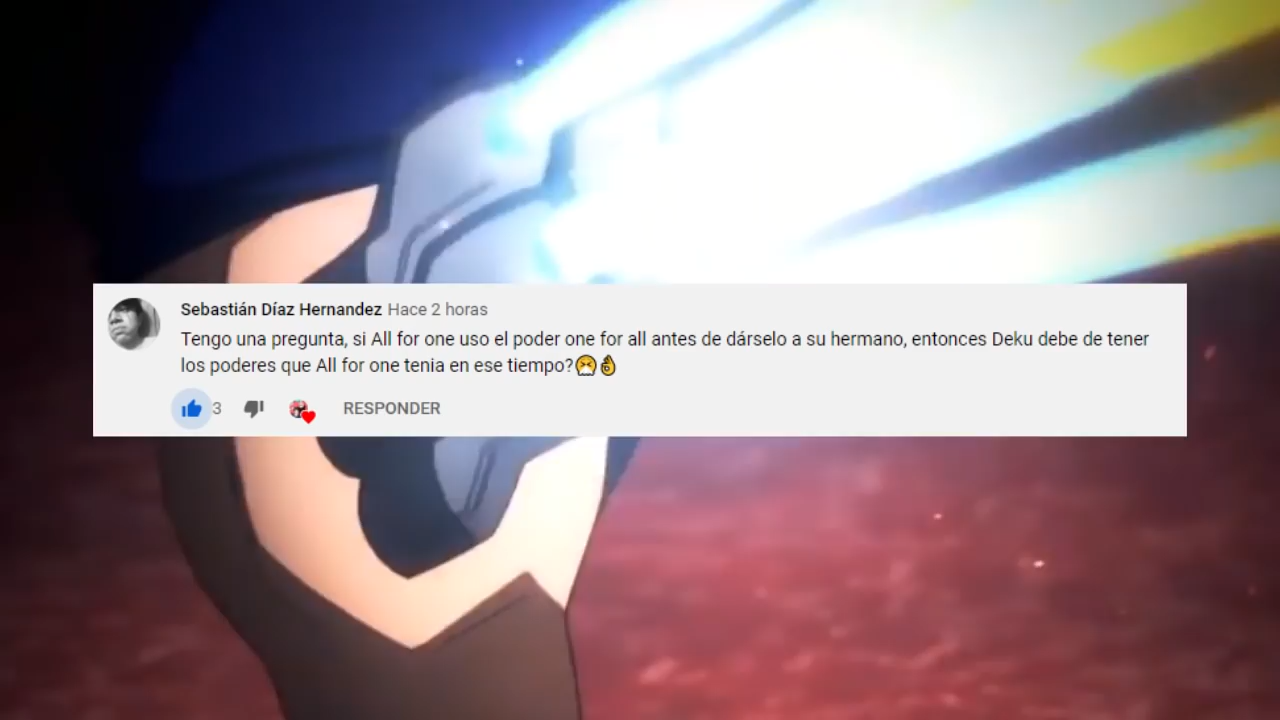 Sebastián Díaz Hernandez Hace 2 horas
Tengo una pregunta, si All for one uso el poder one for all antes de dárselo a su hermano, entonces Deku debe de tener
los poderes que All for one tenia en ese tiempo?😷👌
3 RESPONDER